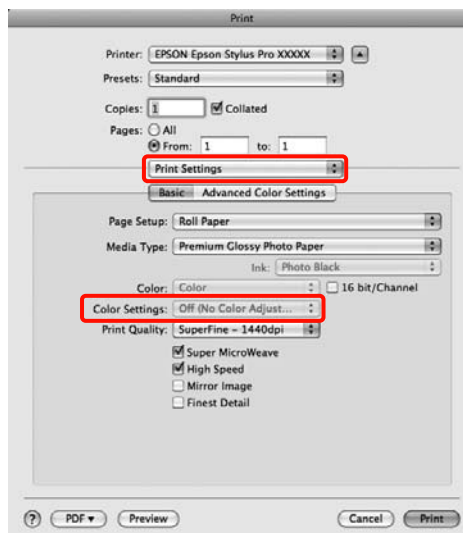 Print
Printer: EPSON Epson Stylus Pro XXXXX
Presets: Standard
Copies: 1 Collated
Pages: All
From: 1 to: 1
Print Settings
Basic Advanced Color Settings
Page Setup: Roll Paper
Media Type: Premium Glossy Photo Paper
Ink: Photo Black
Color: Color 16 bit/Channel
Color Settings: Off (No Color Adjust...
Print Quality: SuperFine – 1440dpi
Super MicroWeave
High Speed
Mirror Image
Finest Detail
? PDF Preview Cancel Print